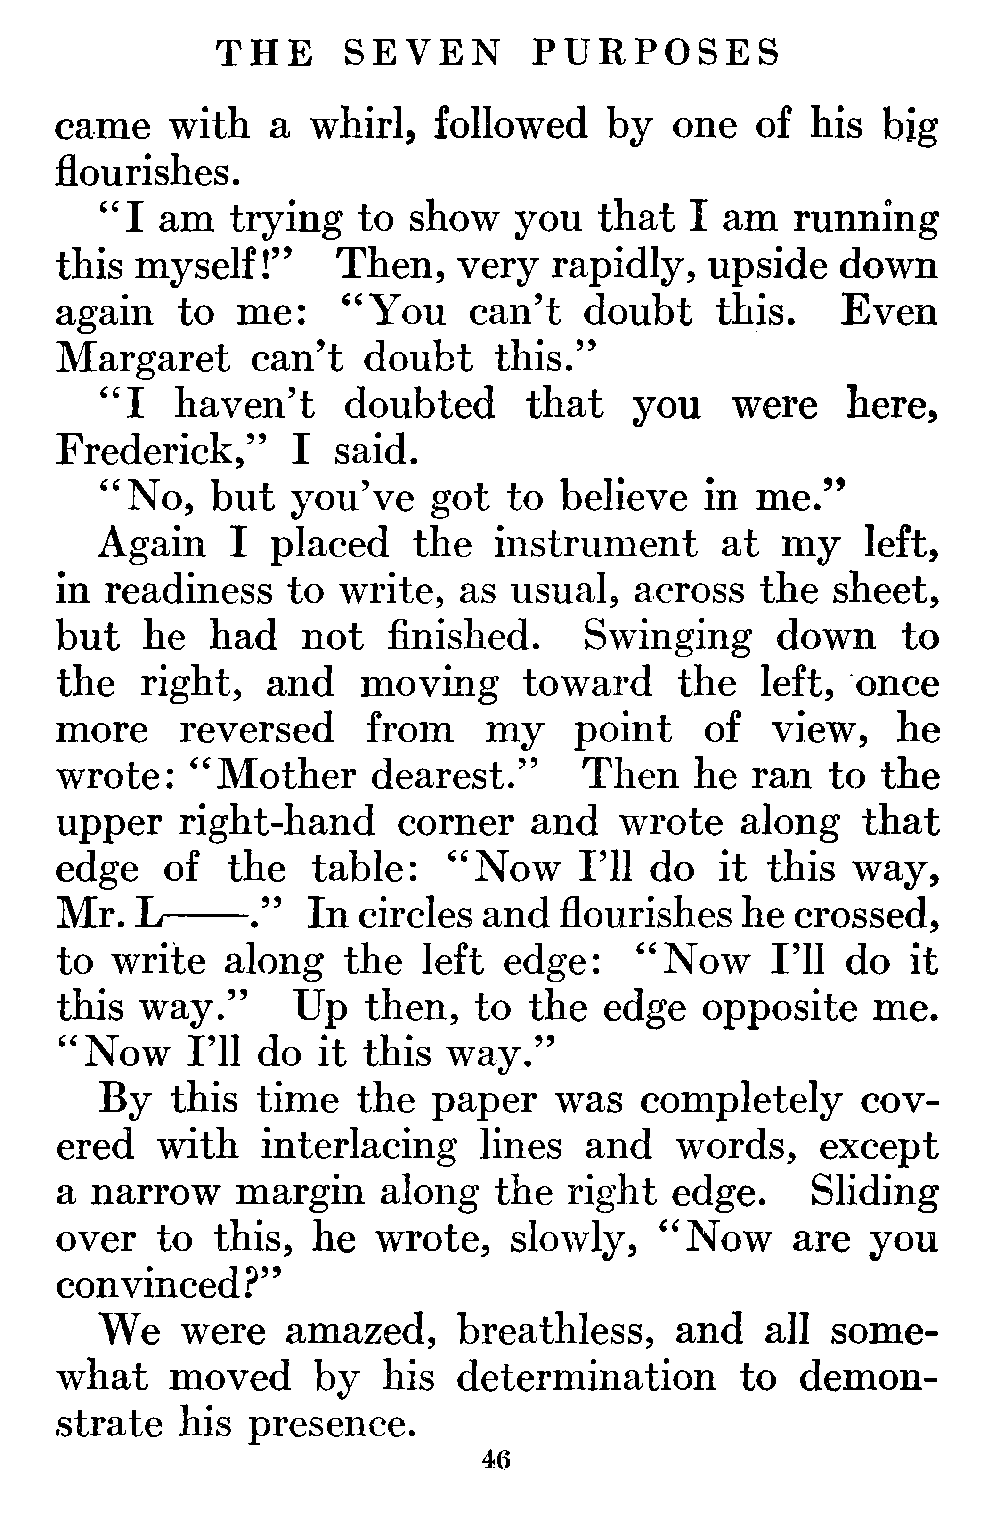 THE SEVEN PURPOSES
came with a whirl, followed by one of his big
flourishes.
“I am trying to show you that I am running
this myself!” Then, very rapidly, upside down
again to me: “You can’t doubt this. Even
Margaret can’t doubt this.”
“I haven’t doubted that you were here,
Frederick,” I said.
“No, but you’ve got to believe in me.”
Again I placed the instrument at my left,
in readiness to write, as usual, across the sheet,
but he had not finished. Swinging down to
the right, and moving toward the left, once
more reversed from my point of view, he
wrote: “Mother dearest.” Then he ran to the
upper right-hand corner and wrote along that
edge of the table: “Now I’ll do it this way,
Mr. L——.” In circles and flourishes he crossed,
to write along the left edge: “Now I’ll do it
this way.” Up then, to the edge opposite me.
“Now I’ll do it this way.”
By this time the paper was completely cov-
ered with interlacing lines and words, except
a narrow margin along the right edge. Sliding
over to this, he wrote, slowly, “Now are you
convinced?”
We were amazed, breathless, and all some-
what moved by his determination to demon-
strate his presence.
46